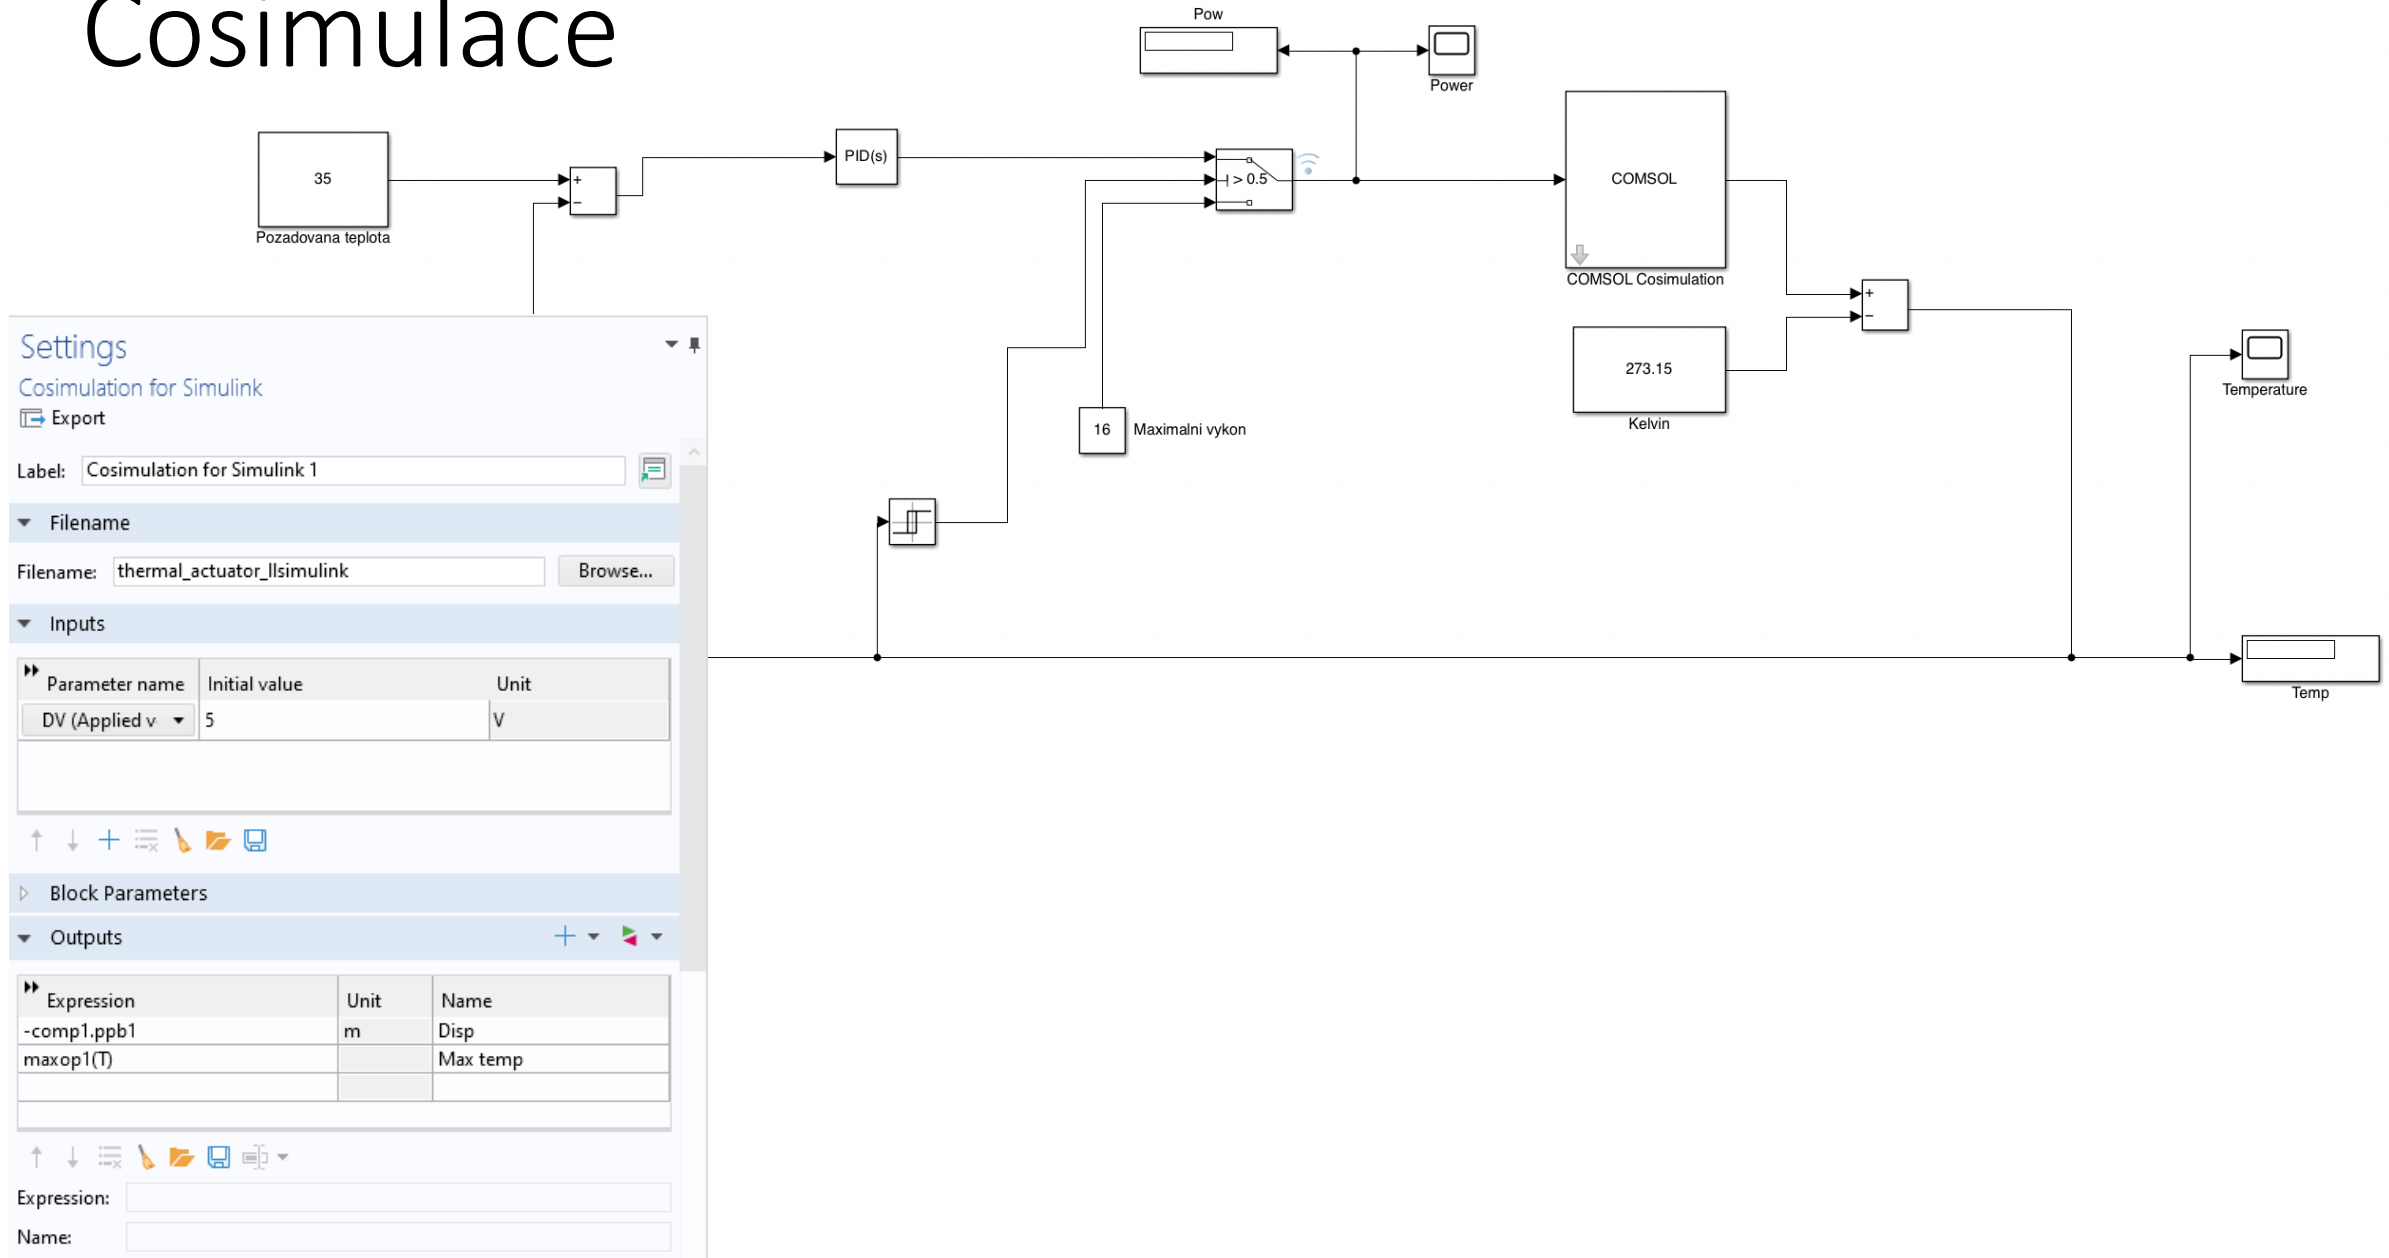 Cosimulace
Pow
Power
35
Pozadovana teplota
+
−
PID(s)
> 0.5
COMSOL
COMSOL Cosimulation
+
−
273.15
Kelvin
16
Maximalni vykon
Temperature
Temp
Settings
Cosimulation for Simulink
Export
Label: Cosimulation for Simulink 1
Filename
Filename: thermal_actuator_llsimulink Browse...
Inputs
Parameter name Initial value Unit
DV (Applied v 5 V
Block Parameters
Outputs
Expression Unit Name
-comp1.ppb1 m Disp
maxop1(T) Max temp
Expression:
Name: